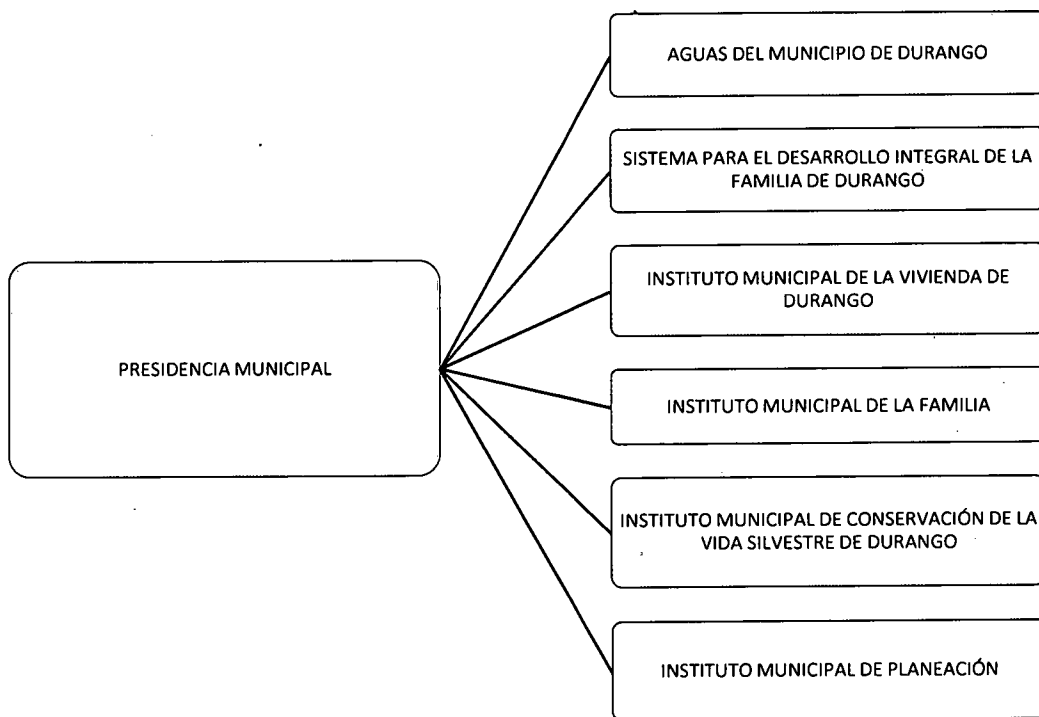 AGUAS DEL MUNICIPIO DE DURANGO
SISTEMA PARA EL DESARROLLO INTEGRAL DE LA
FAMILIA DE DURANGO
INSTITUTO MUNICIPAL DE LA VIVIENDA DE
DURANGO
PRESIDENCIA MUNICIPAL
INSTITUTO MUNICIPAL DE LA FAMILIA
INSTITUTO MUNICIPAL DE CONSERVACIÓN DE LA
VIDA SILVESTRE DE DURANGO
INSTITUTO MUNICIPAL DE PLANEACIÓN